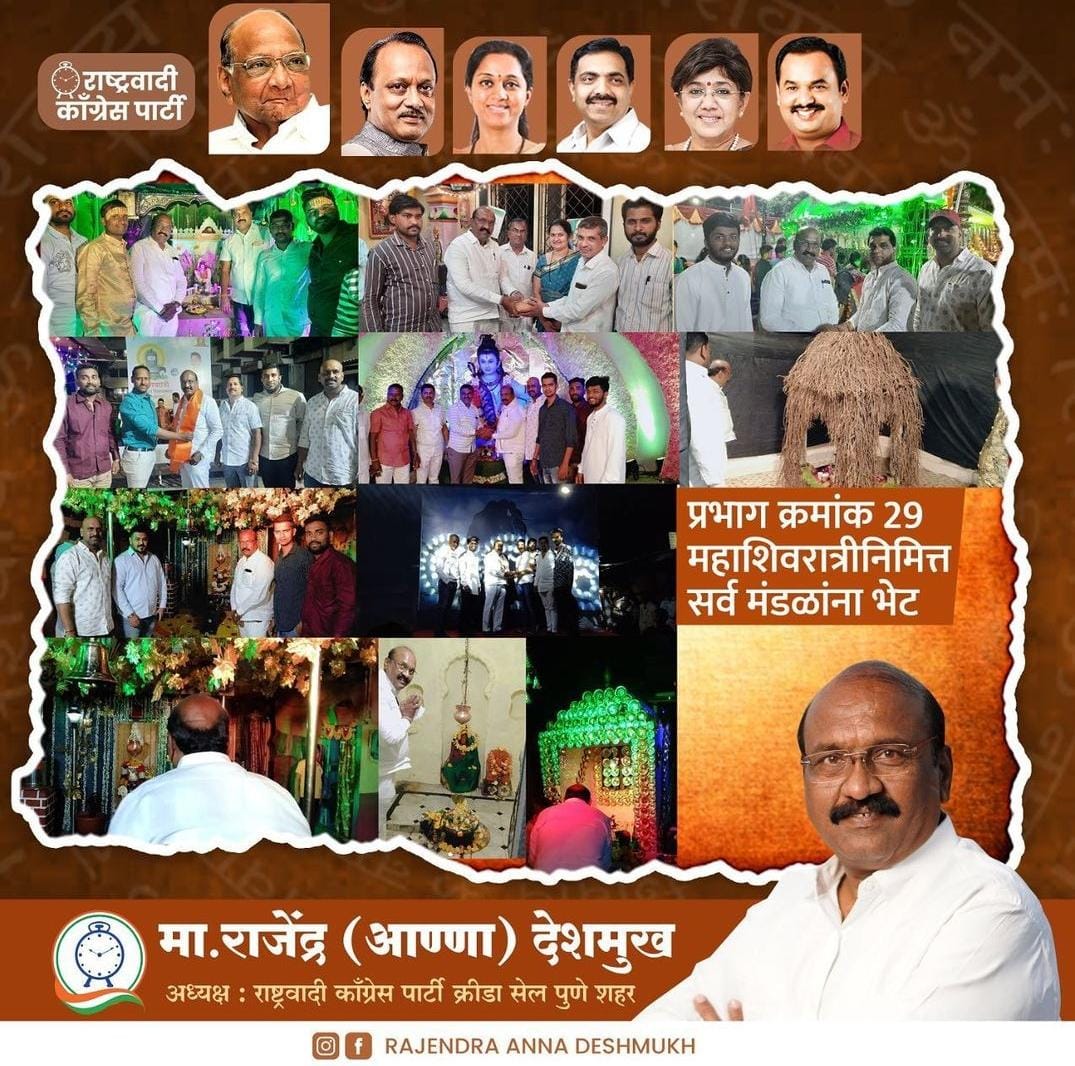 राष्ट्रवादी
काँग्रेस पार्टी
प्रभाग क्रमांक 29
महाशिवरात्रीनिमित्त
सर्व मंडळांना भेट
मा.राजेंद्र (आण्णा) देशमुख
अध्यक्ष : राष्ट्रवादी काँग्रेस पार्टी क्रीडा सेल पुणे शहर
RAJENDRA ANNA DESHMUKH